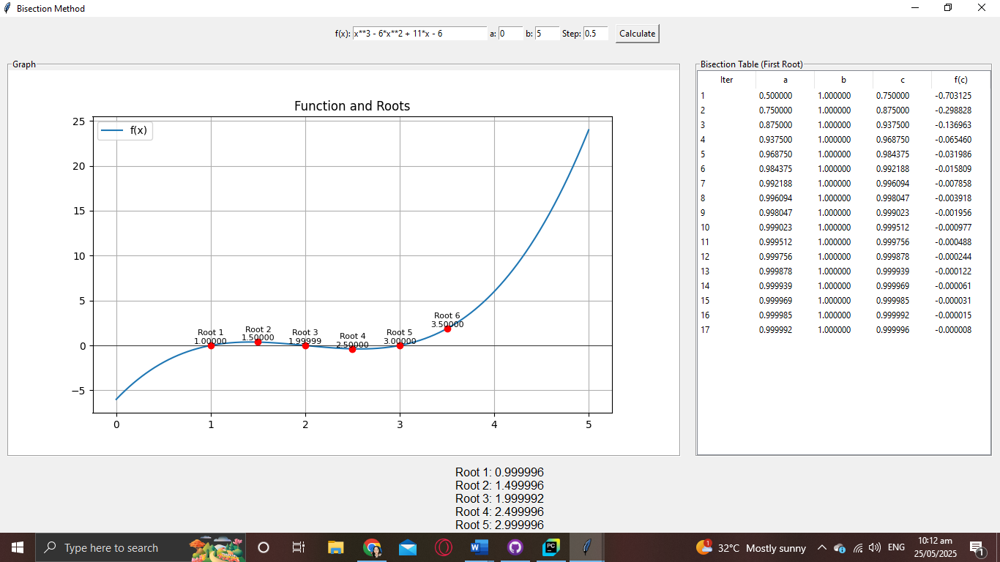 Bisection Method
f(x): x**3 - 6*x**2 + 11*x - 6 a: 0 b: 5 Step: 0.5 Calculate
Graph
Function and Roots
f(x)
25
20
15
10
5
0
−5
0 1 2 3 4 5
Root 1
1.00000
Root 2
1.50000
Root 3
1.99999
Root 4
2.50000
Root 5
3.00000
Root 6
3.50000
Bisection Table (First Root)
Iter a b c f(c)
1 0.500000 1.000000 0.750000 -0.703125
2 0.750000 1.000000 0.875000 -0.298828
3 0.875000 1.000000 0.937500 -0.136963
4 0.937500 1.000000 0.968750 -0.065460
5 0.968750 1.000000 0.984375 -0.031986
6 0.984375 1.000000 0.992188 -0.015809
7 0.992188 1.000000 0.996094 -0.007858
8 0.996094 1.000000 0.998047 -0.003918
9 0.998047 1.000000 0.999023 -0.001956
10 0.999023 1.000000 0.999512 -0.000977
11 0.999512 1.000000 0.999756 -0.000488
12 0.999756 1.000000 0.999878 -0.000244
13 0.999878 1.000000 0.999939 -0.000122
14 0.999939 1.000000 0.999969 -0.000061
15 0.999969 1.000000 0.999985 -0.000031
16 0.999985 1.000000 0.999992 -0.000015
17 0.999992 1.000000 0.999996 -0.000008
Root 1: 0.999996
Root 2: 1.499996
Root 3: 1.999992
Root 4: 2.499996
Root 5: 2.999996
Type here to search
32°C Mostly sunny
ENG
10:12 am
25/05/2025
1